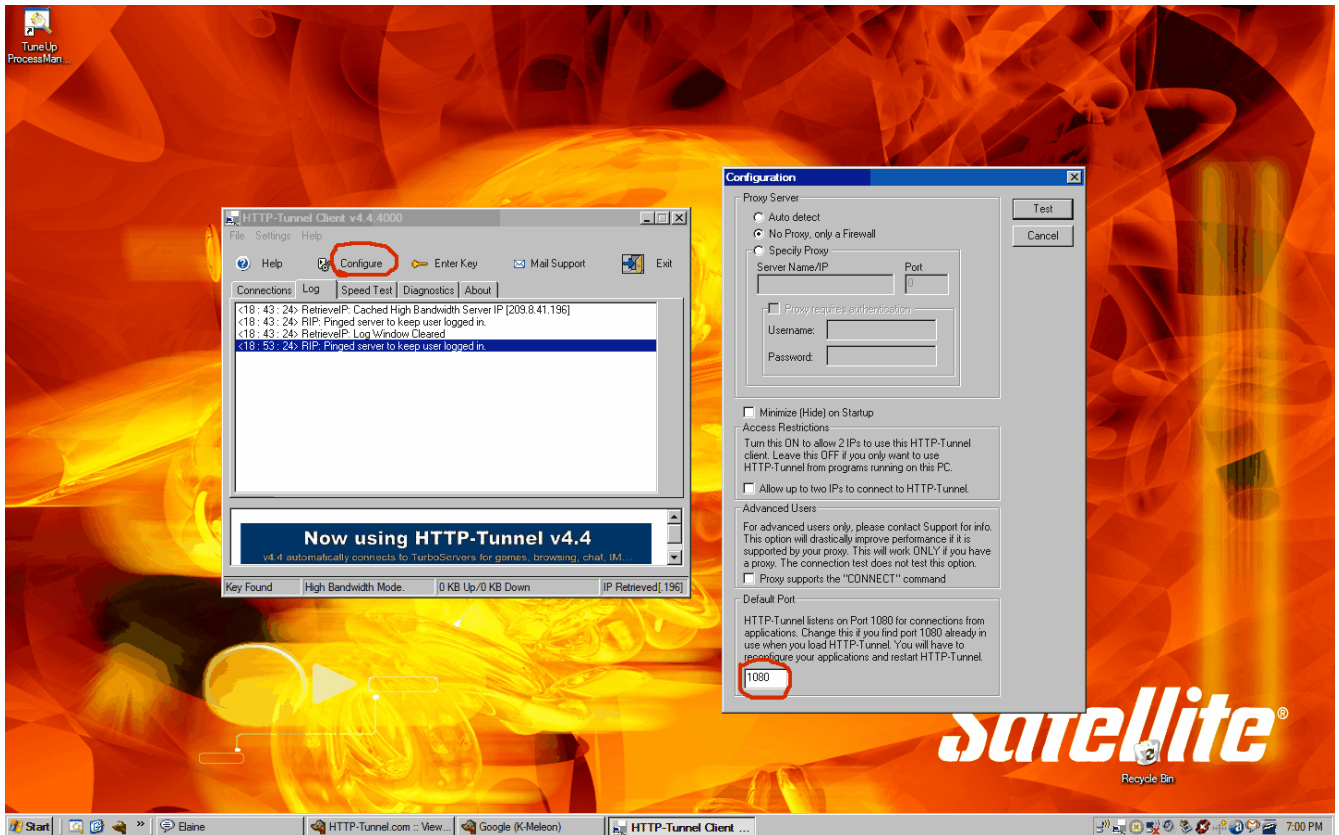 TuneUp
ProcessMan...
HTTP-Tunnel Client v4.4.4000
File Settings Help
Help Configure Enter Key Mail Support Exit
Connections Log Speed Test Diagnostics About
<18 : 43 : 24> RetrieveIP: Cached High Bandwidth Server IP [209.8.41.196]
<18 : 43 : 24> RIP: Pinged server to keep user logged in.
<18 : 43 : 24> RetrieveIP: Log Window Cleared
<18 : 53 : 24> RIP: Pinged server to keep user logged in.
Now using HTTP-Tunnel v4.4
v4.4 automatically connects to TurboServers for games, browsing, chat, IM...
Key Found High Bandwidth Mode. 0 KB Up/0 KB Down IP Retrieved[.196]
Configuration
Proxy Server
Auto detect
No Proxy, only a Firewall
Specify Proxy
Server Name/IP Port
0
Proxy requires authentication
Username:
Password:
Test
Cancel
Minimize (Hide) on Startup
Access Restrictions
Turn this ON to allow 2 IPs to use this HTTP-Tunnel
client. Leave this OFF if you only want to use
HTTP-Tunnel from programs running on this PC.
Allow up to two IPs to connect to HTTP-Tunnel.
Advanced Users
For advanced users only, please contact Support for info.
This option will drastically improve performance if it is
supported by your proxy. This will work ONLY if you have
a proxy. The connection test does not test this option.
Proxy supports the "CONNECT" command
Default Port
HTTP-Tunnel listens on Port 1080 for connections from
applications. Change this if you find port 1080 already in
use when you load HTTP-Tunnel. You will have to
reconfigure your applications and restart HTTP-Tunnel.
1080
Satellite®
Recycle Bin
Start » Elaine HTTP-Tunnel.com :: View... Google (K-Meleon) HTTP-Tunnel Client ... 7:00 PM